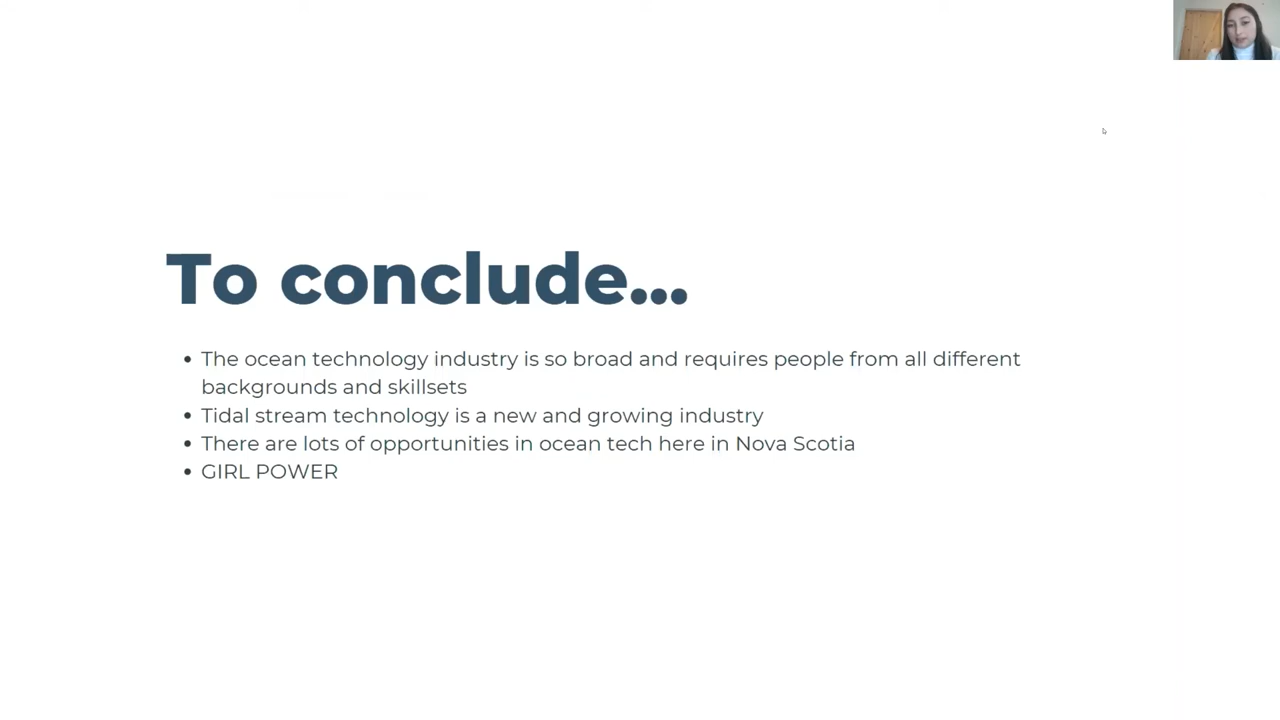 To conclude...
• The ocean technology industry is so broad and requires people from all different
backgrounds and skillsets
• Tidal stream technology is a new and growing industry
• There are lots of opportunities in ocean tech here in Nova Scotia
• GIRL POWER